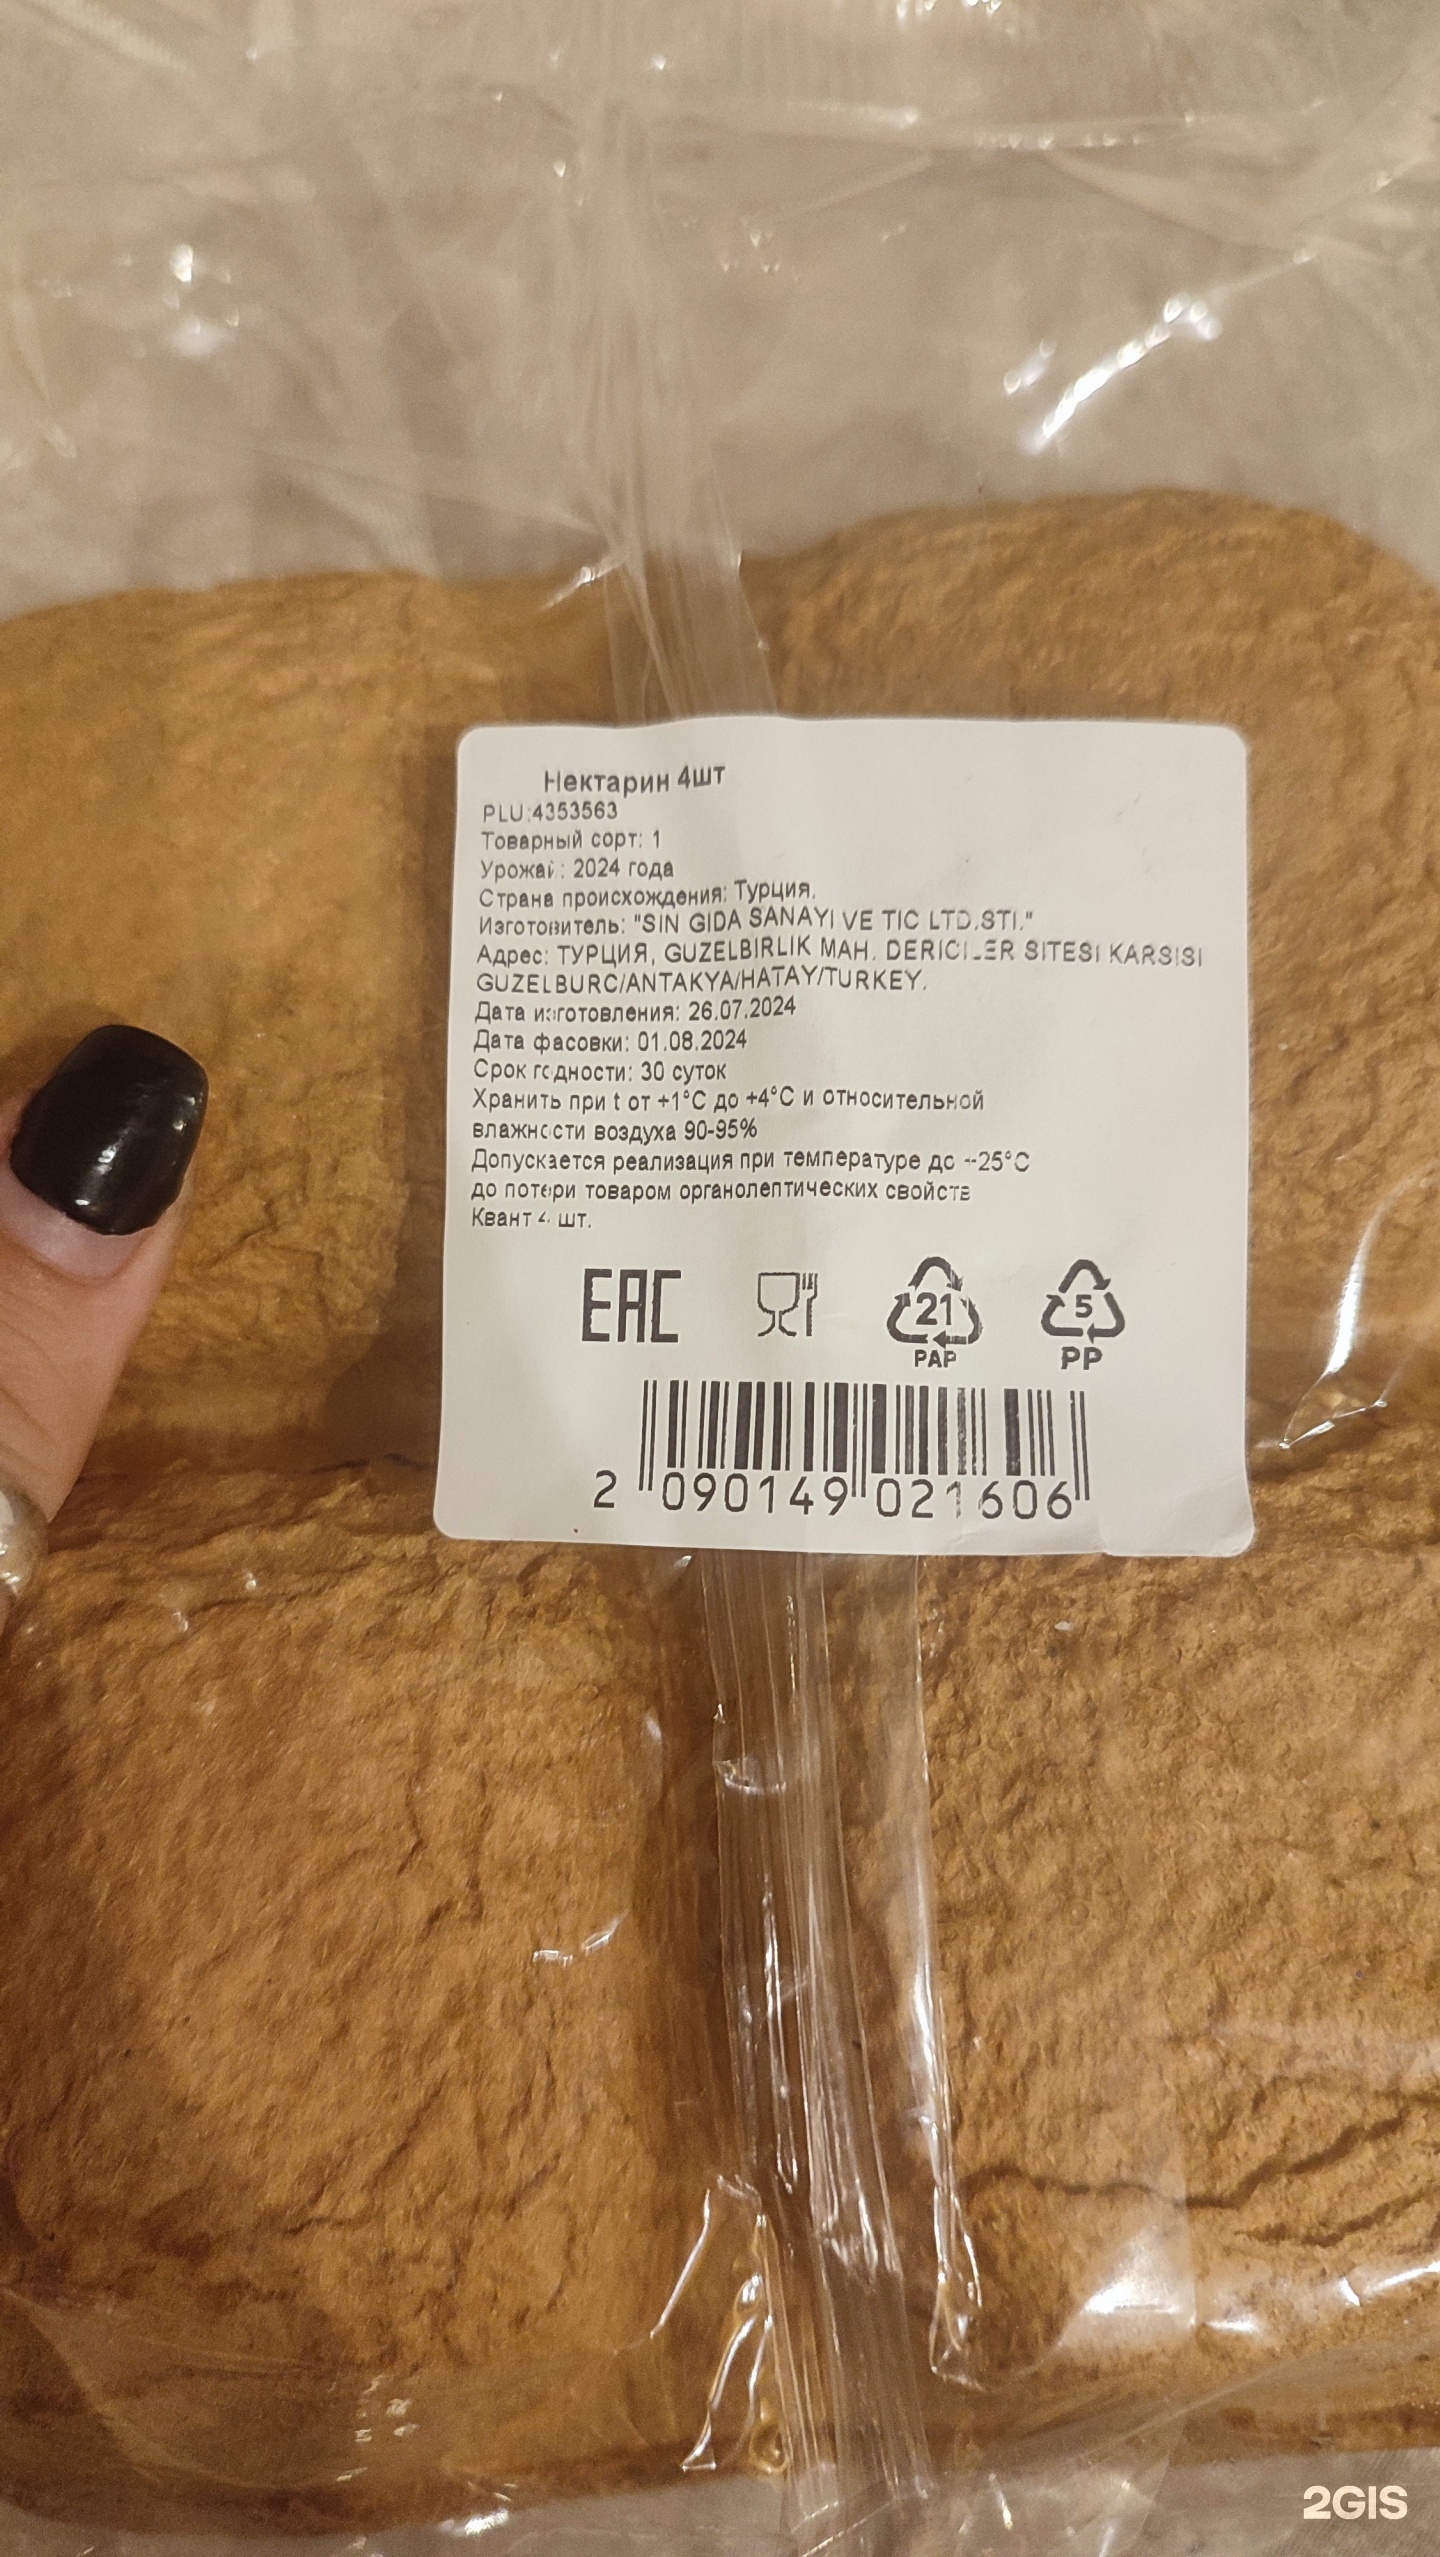 Нектарин 4шт
PLU:4353563
Товарный сорт: 1
Урожай: 2024 года
Страна происхождения: Турция.
Изготовитель: "SIN GIDA SANAYI VE TIC LTD.STI."
Адрес: ТУРЦИЯ, GUZELBIRLIK MAH. DERICILER SITESI KARSISI
GUZELBURC/ANTAKYA/HATAY/TURKEY.
Дата изготовления: 26.07.2024
Дата фасовки: 01.08.2024
Срок годности: 30 суток
Хранить при t от +1°C до +4°C и относительной
влажности воздуха 90-95%
Допускается реализация при температуре до +25°C
до потери товаром органолептических свойств
Квант 4 шт.
EAC
21
5
PAP
PP
2 090149 021606
2GIS